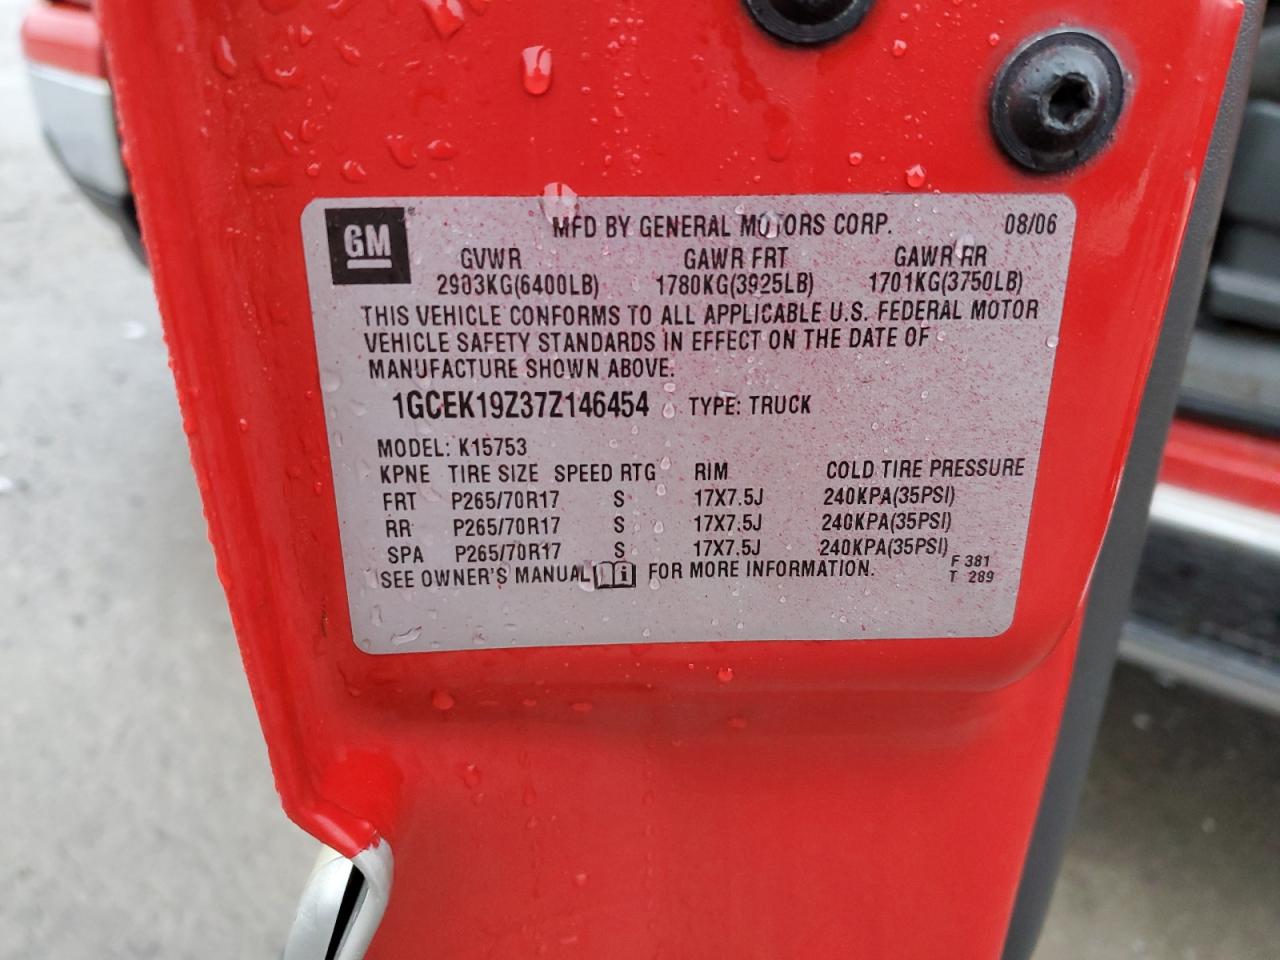 GM MFD BY GENERAL MOTORS CORP. 08/06
GVWR GAWR FRT GAWR RR
2903KG(6400LB) 1780KG(3925LB) 1701KG(3750LB)
THIS VEHICLE CONFORMS TO ALL APPLICABLE U.S. FEDERAL MOTOR
VEHICLE SAFETY STANDARDS IN EFFECT ON THE DATE OF
MANUFACTURE SHOWN ABOVE.
1GCEK19Z37Z146454 TYPE: TRUCK
MODEL: K15753
KPNE TIRE SIZE SPEED RTG RIM COLD TIRE PRESSURE
FRT P265/70R17 S 17X7.5J 240KPA(35PSI)
RR P265/70R17 S 17X7.5J 240KPA(35PSI)
SPA P265/70R17 S 17X7.5J 240KPA(35PSI)
SEE OWNER'S MANUAL i FOR MORE INFORMATION.
F 381
T 289